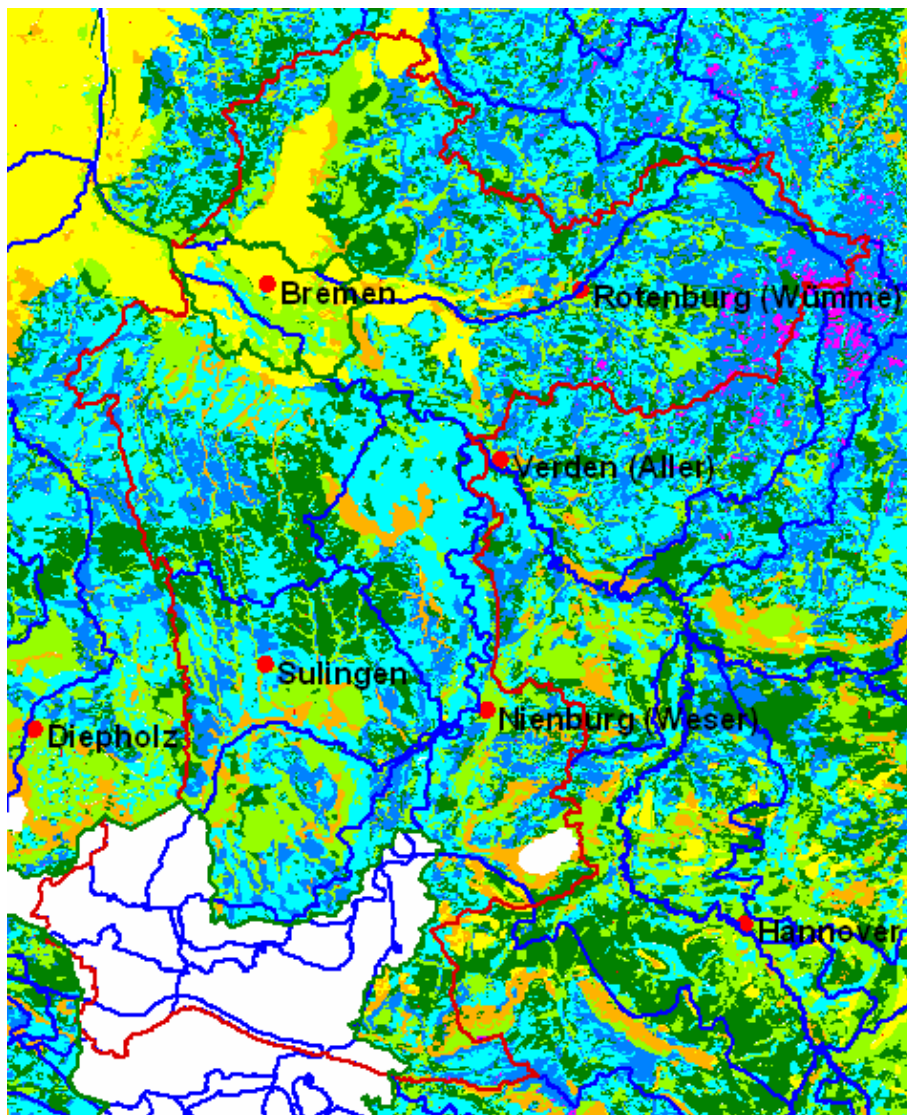 Bremen
Rotenburg (Wümme)
Verden (Aller)
Sulingen
Nienburg (Weser)
Diepholz
Hannover